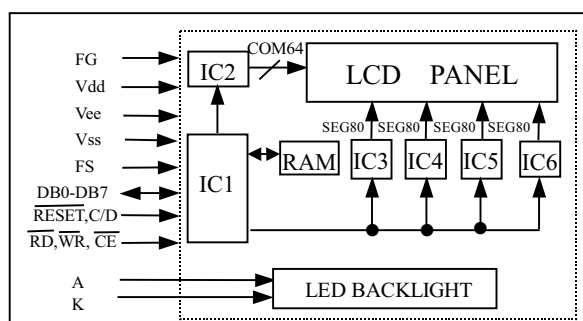 FG
Vdd
Vee
Vss
FS
DB0-DB7
RESET,C/D
RD,WR, CE
A
K
COM64
IC2
LCD PANEL
SEG80 SEG80 SEG80 SEG80
IC1
RAM
IC3
IC4
IC5
IC6
LED BACKLIGHT